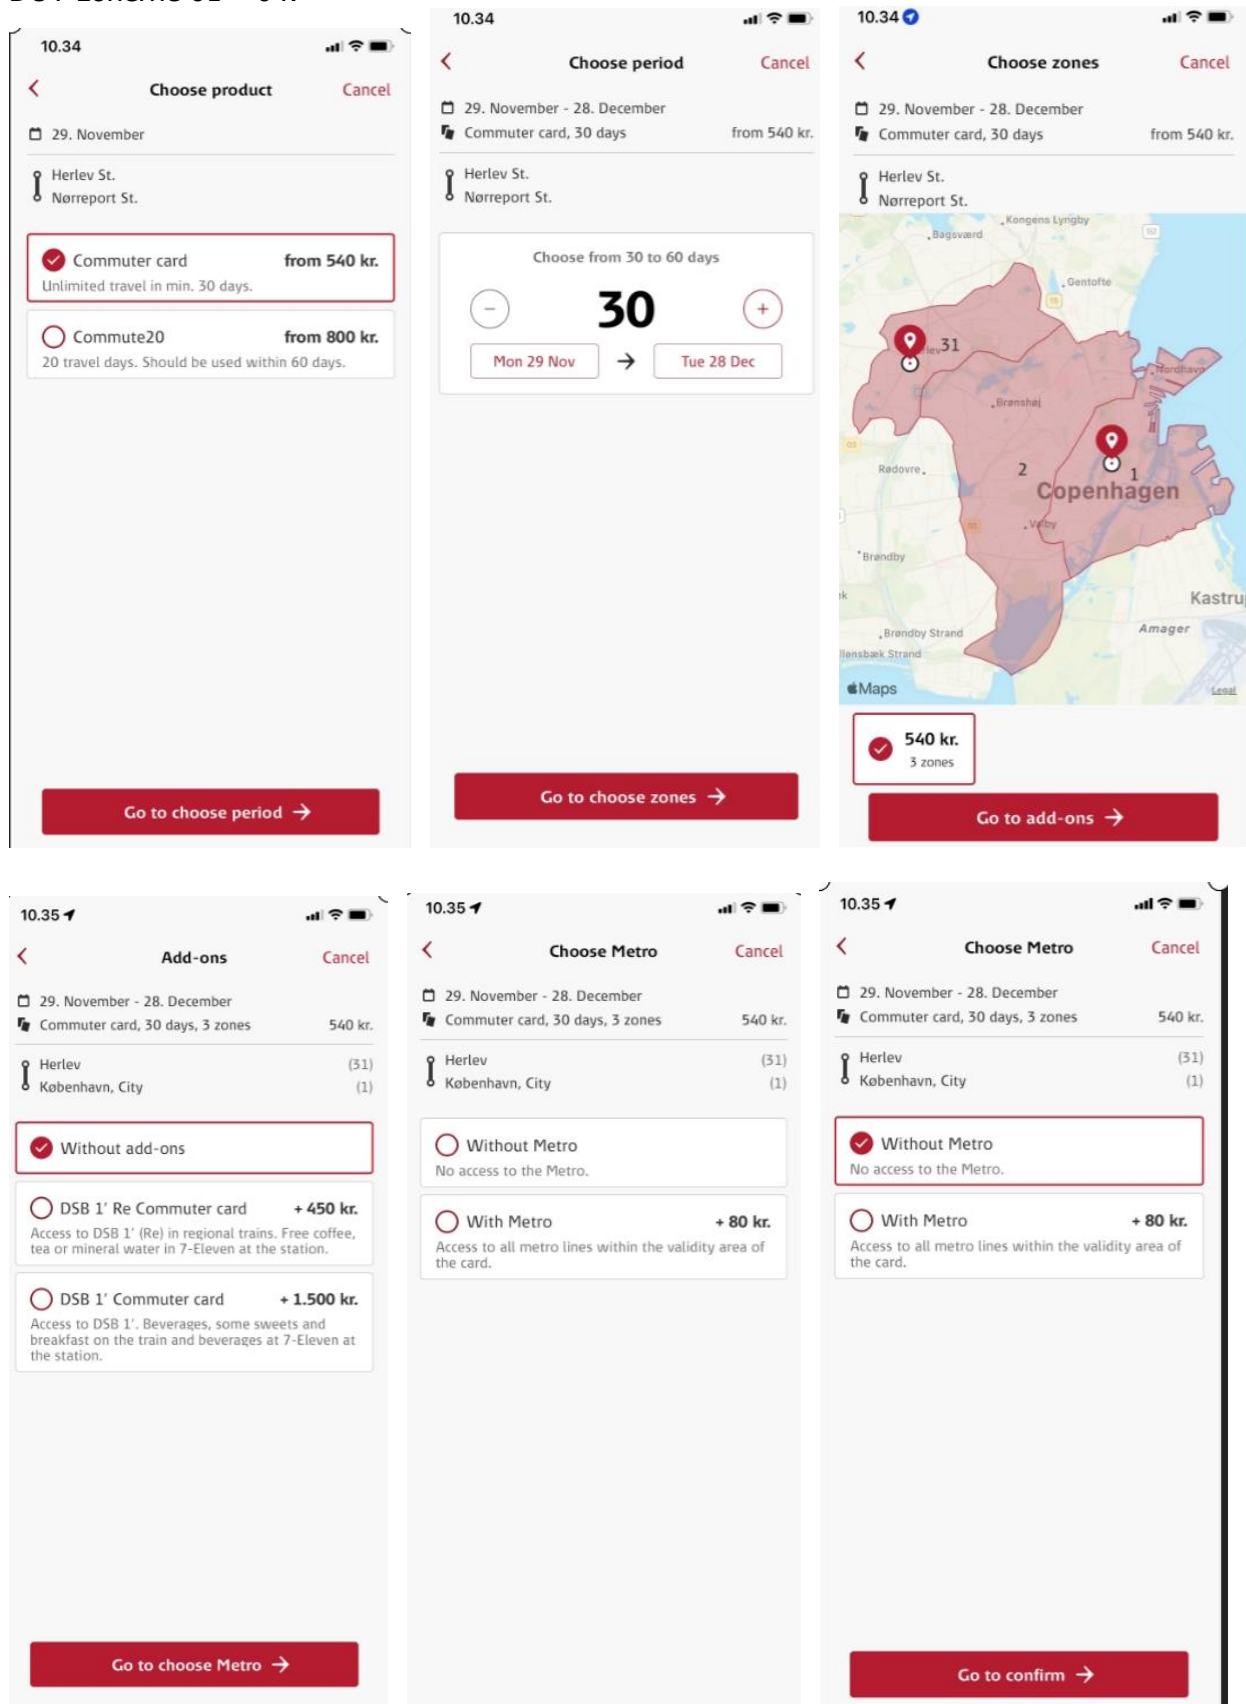 10.34
Choose product
Cancel
29. November
Herlev St.
Nørreport St.
Commuter card from 540 kr.
Unlimited travel in min. 30 days.
Commute20 from 800 kr.
20 travel days. Should be used within 60 days.
Go to choose period →
10.34
Choose period
Cancel
29. November - 28. December
Commuter card, 30 days from 540 kr.
Herlev St.
Nørreport St.
Choose from 30 to 60 days
30
Mon 29 Nov → Tue 28 Dec
Go to choose zones →
10.34
Choose zones
Cancel
29. November - 28. December
Commuter card, 30 days from 540 kr.
Herlev St.
Nørreport St.
Kongens Lyngby
Bagsværd
Gentofte
31
Nordhavn
Brønshøj
Rødovre
2
1
Copenhagen
Valby
Brøndby
Kastru
Amager
Brøndby Strand
Maps
Legal
540 kr.
3 zones
Go to add-ons →
10.35
Add-ons
Cancel
29. November - 28. December
Commuter card, 30 days, 3 zones 540 kr.
Herlev (31)
København, City (1)
Without add-ons
DSB 1' Re Commuter card + 450 kr.
Access to DSB 1' (Re) in regional trains. Free coffee,
tea or mineral water in 7-Eleven at the station.
DSB 1' Commuter card + 1.500 kr.
Access to DSB 1'. Beverages, some sweets and
breakfast on the train and beverages at 7-Eleven at
the station.
Go to choose Metro →
10.35
Choose Metro
Cancel
29. November - 28. December
Commuter card, 30 days, 3 zones 540 kr.
Herlev (31)
København, City (1)
Without Metro
No access to the Metro.
With Metro + 80 kr.
Access to all metro lines within the validity area of
the card.
10.35
Choose Metro
Cancel
29. November - 28. December
Commuter card, 30 days, 3 zones 540 kr.
Herlev (31)
København, City (1)
Without Metro
No access to the Metro.
With Metro + 80 kr.
Access to all metro lines within the validity area of
the card.
Go to confirm →